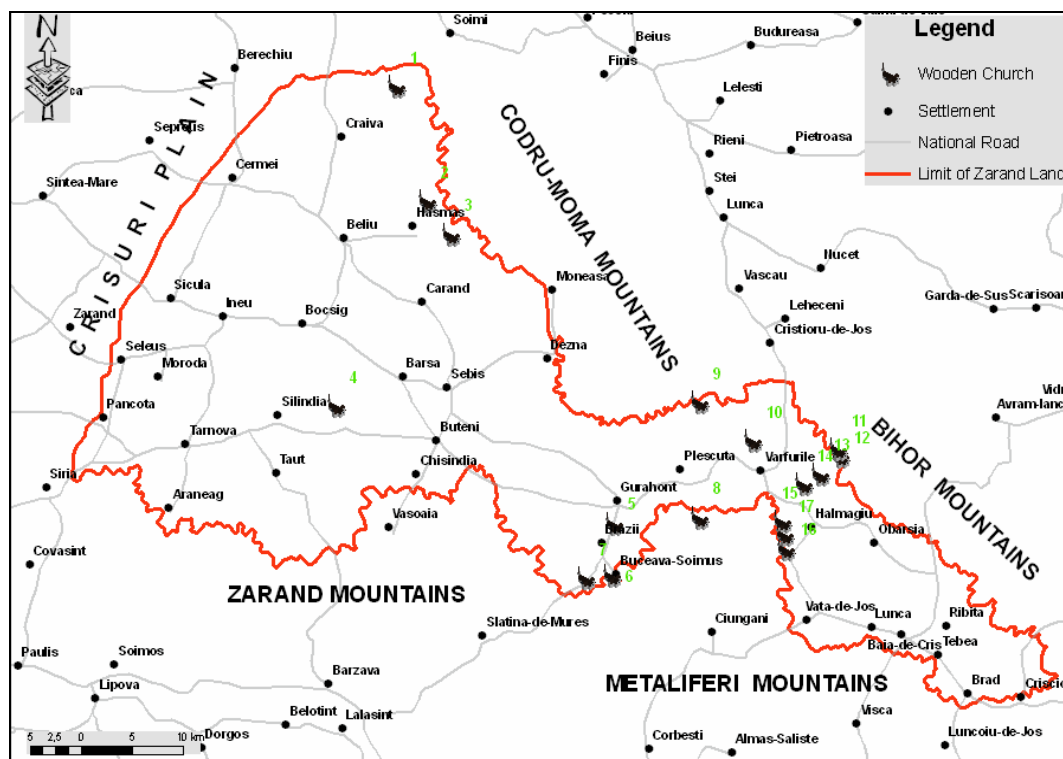 N
Legend
Wooden Church
Settlement
National Road
Limit of Zarand Land
Soimi
Beius
Budureasa
Finis
Berechiu
1
Lelesti
Craiva
Sepreus
Rieni
Pietroasa
Cermei
Sintea-Mare
Stei
2
3
Hasmas
Lunca
Beliu
CRISURI PLAIN
CODRU-MOMA MOUNTAINS
Nucet
Moneasa
Vascau
Sicula
Ineu
Carand
Bocsig
Garda-de-Sus
Scarisoar
Zarand
Leheceni
Cristioru-de-Jos
Seleus
Moroda
Dezna
Barsa
Sebis
4
9
Silindia
Pancota
10
11
12
13
14
Avram-Ianc
BIHOR MOUNTAINS
Tarnova
Buteni
Siria
Taut
Chisindia
Plescuta
Varfurile
Araneag
Gurahont
5
8
15
17
Vasoaia
Halmagiu
Obarsia
7
Buceava-Soimus
6
Covasint
ZARAND MOUNTAINS
Slatina-de-Mures
Ciungani
Vata-de-Jos
Lunca
Ribita
Baia-de-Cris
Tebea
Paulis
Soimos
Barzava
Lipova
METALIFERI MOUNTAINS
Brad
Criscio
Belotint
Lalasint
Visca
Dorgos
Corbesti
Almas-Saliste
Luncoiu-de-Jos
5 2,5 0 5 10 km